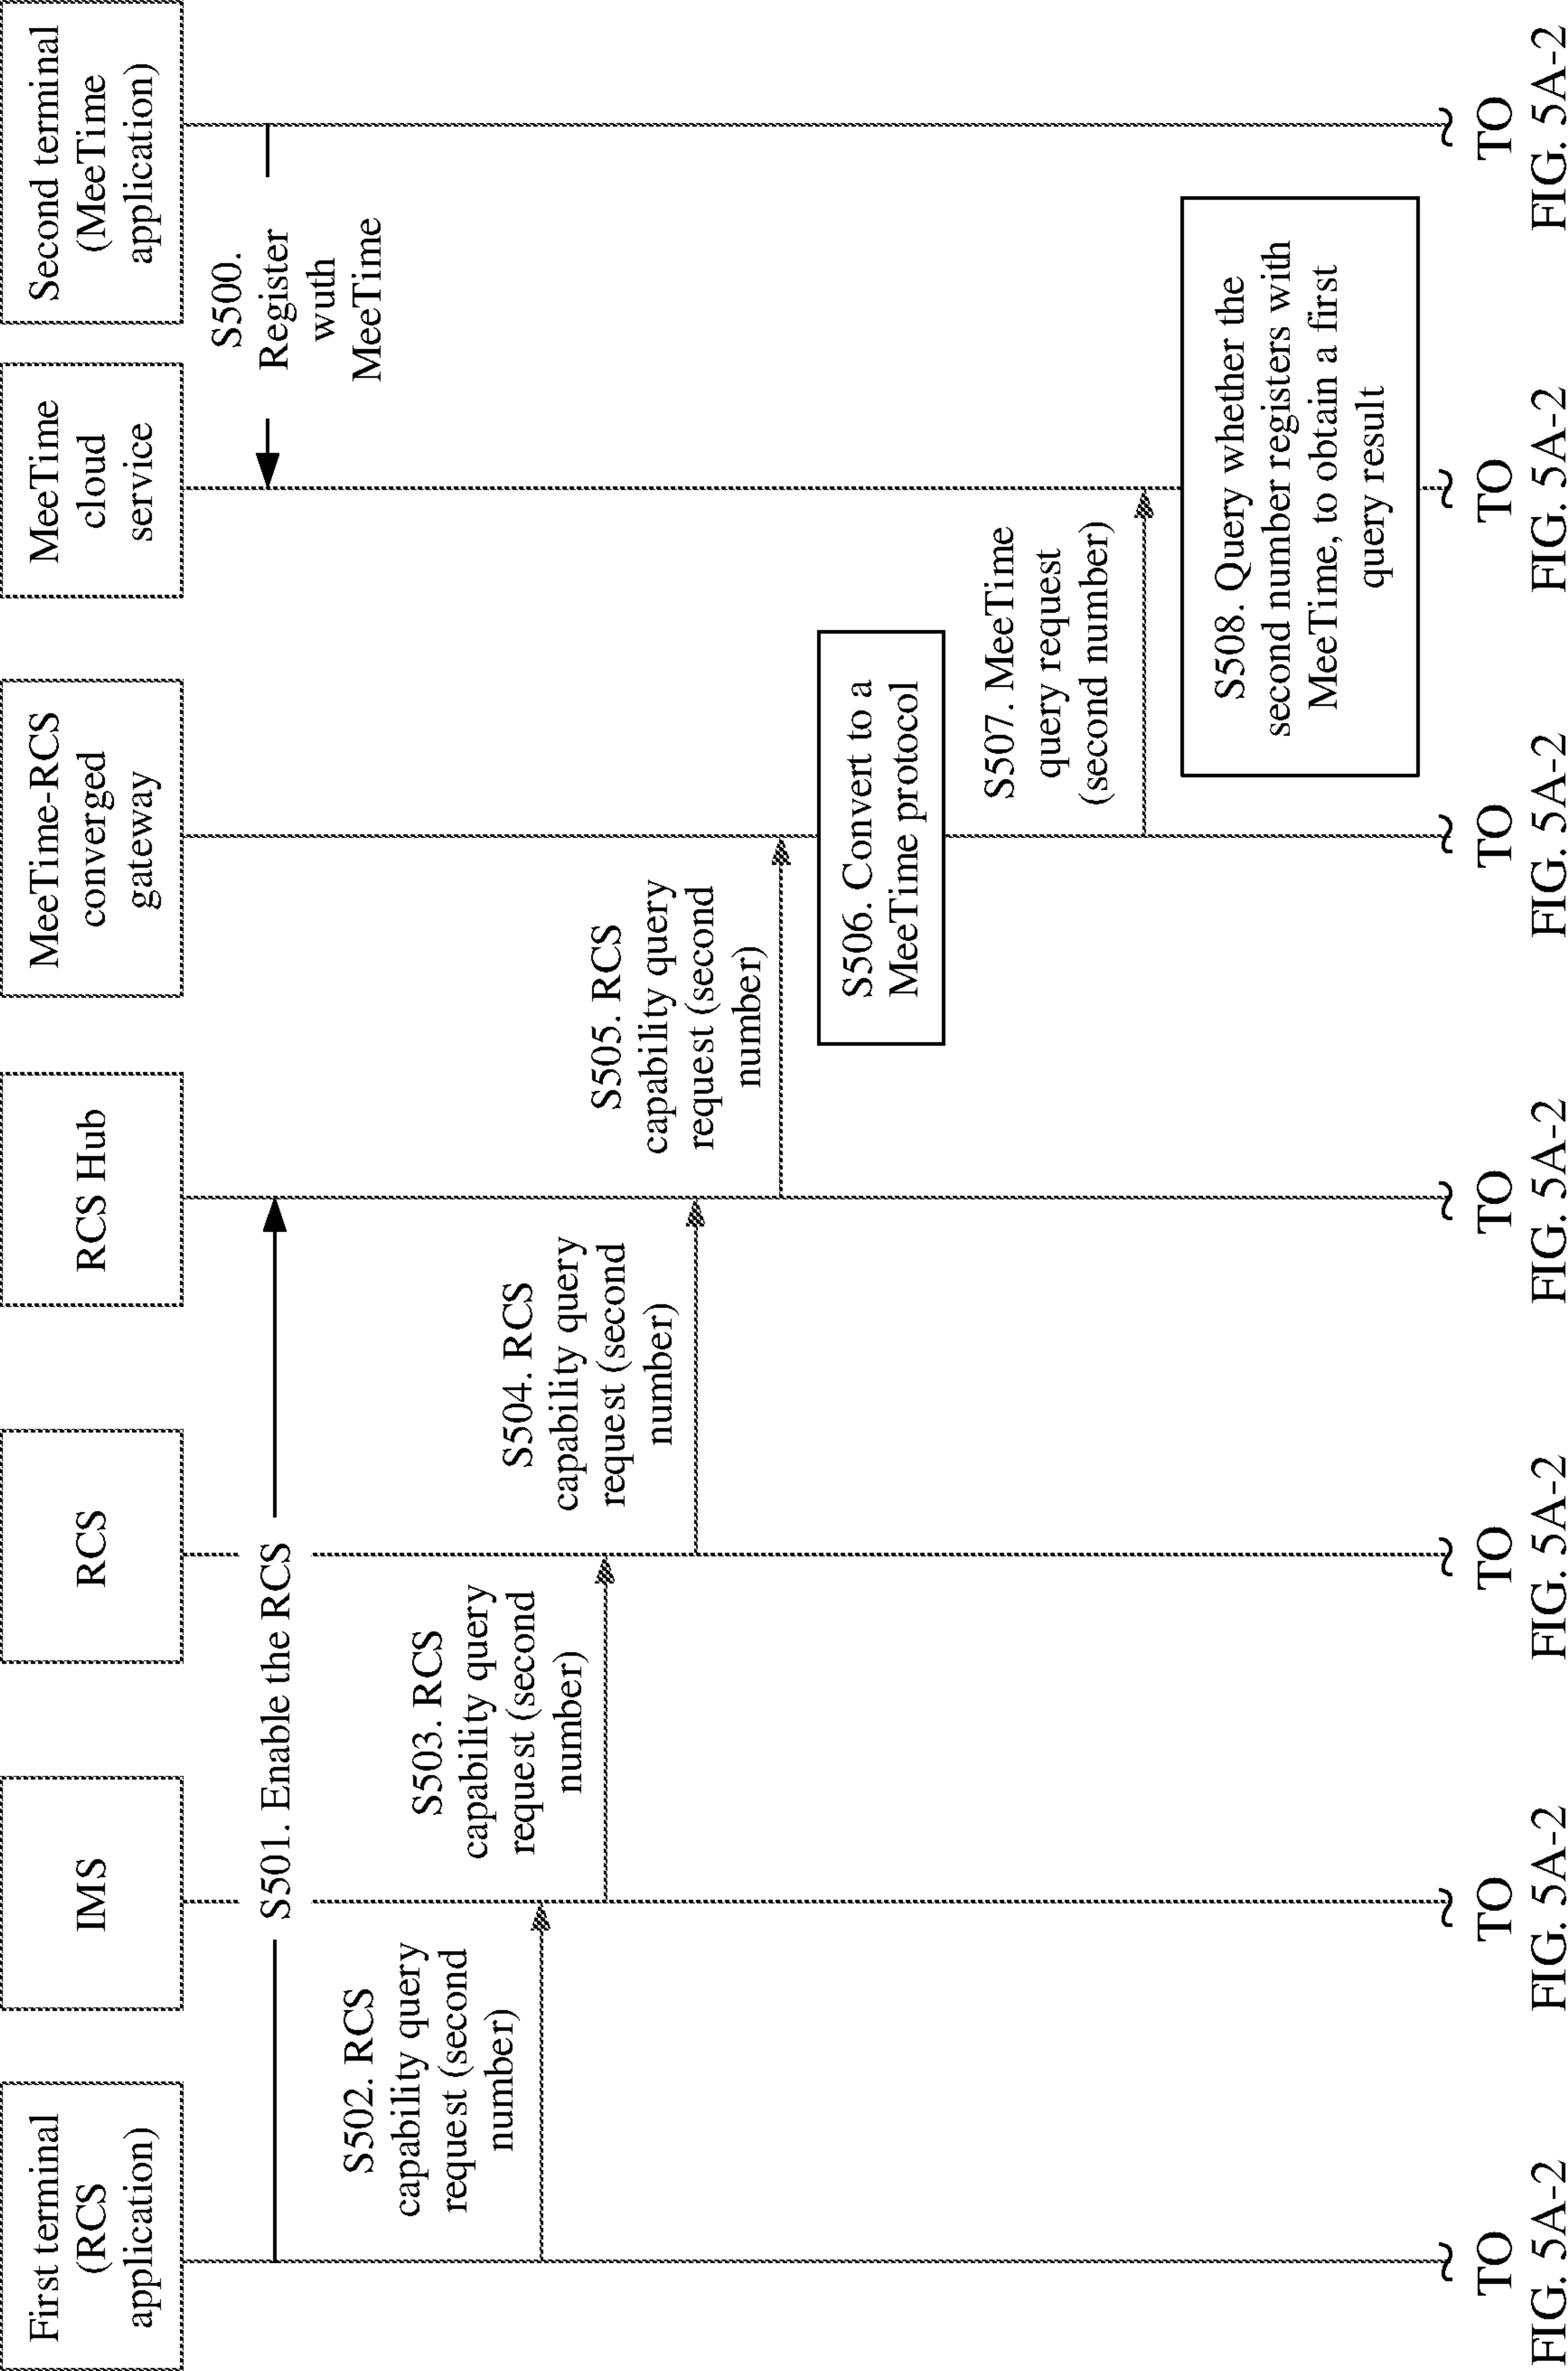 First terminal
(RCS
application)
IMS
RCS
RCS Hub
MeeTime-RCS
converged
gateway
MeeTime
cloud
service
Second terminal
(MeeTime
application)
S500.
Register
wuth
MeeTime
S501. Enable the RCS
S502. RCS
capability query
request (second
number)
S503. RCS
capability query
request (second
number)
S504. RCS
capability query
request (second
number)
S505. RCS
capability query
request (second
number)
S506. Convert to a
MeeTime protocol
S507. MeeTime
query request
(second number)
S508. Query whether the
second number registers with
MeeTime, to obtain a first
query result
TO
FIG. 5A-2
TO
FIG. 5A-2
TO
FIG. 5A-2
TO
FIG. 5A-2
TO
FIG. 5A-2
TO
FIG. 5A-2
TO
FIG. 5A-2